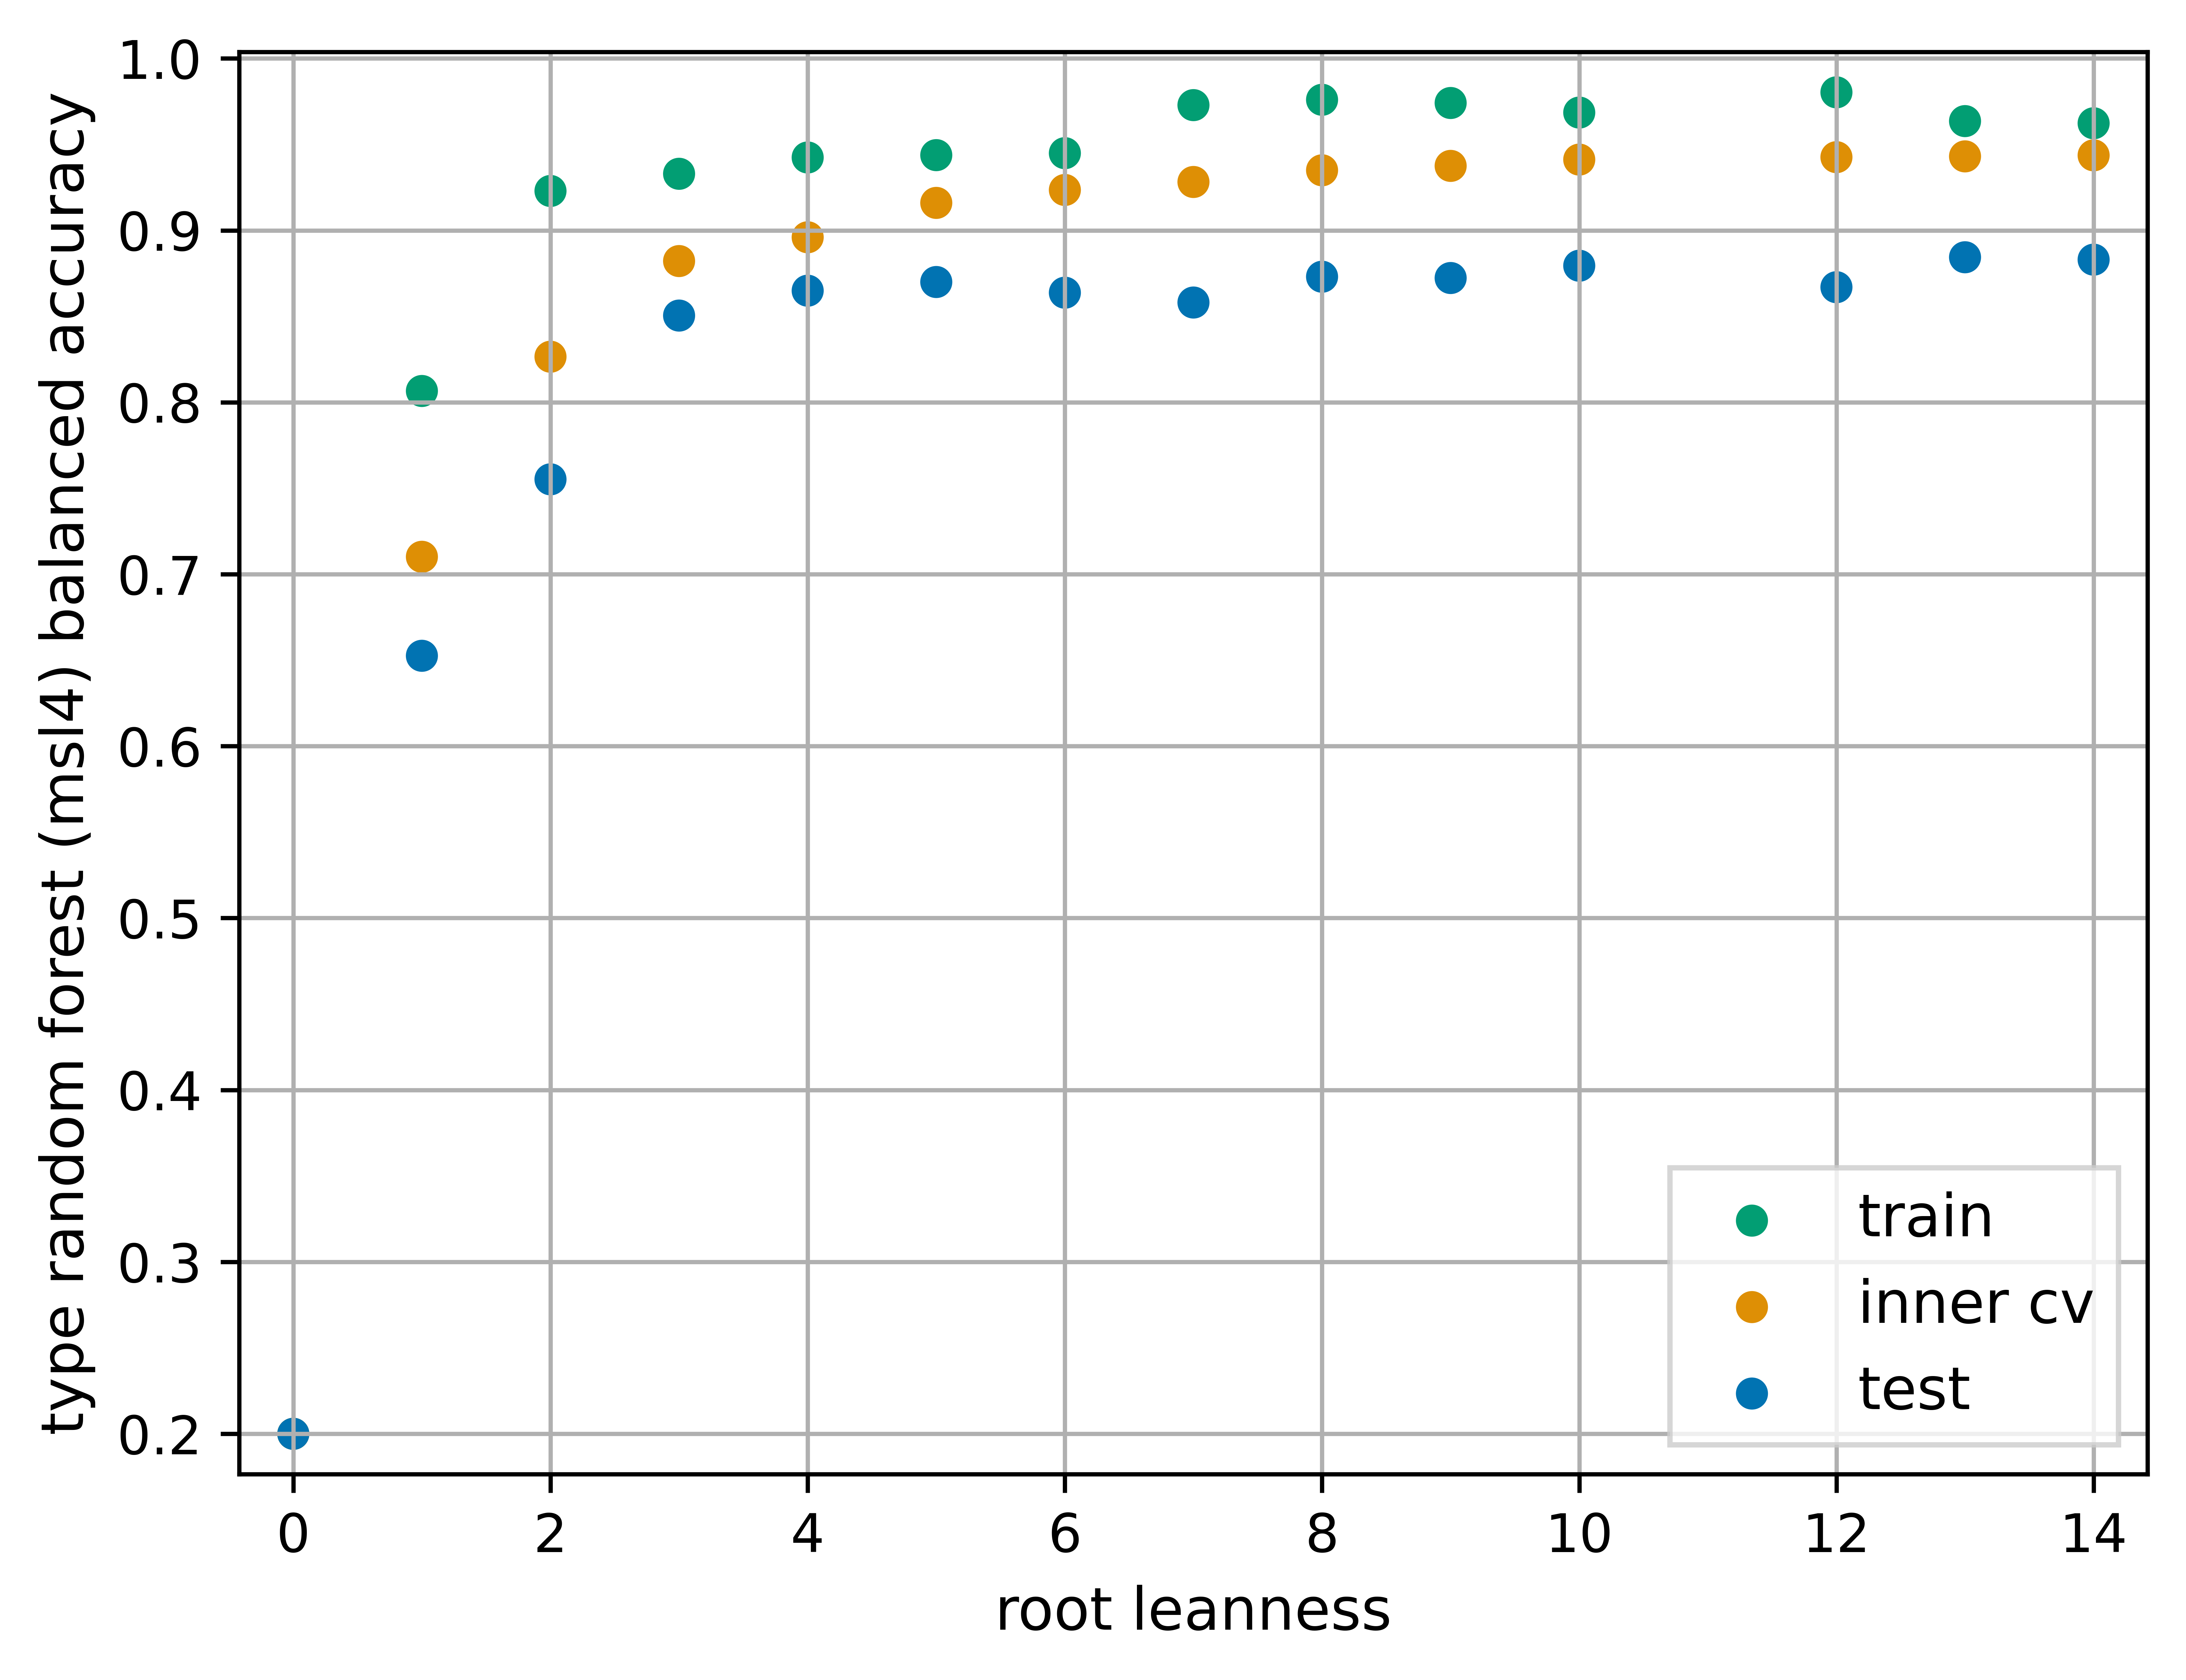 type random forest (msl4) balanced accuracy
1.0
0.9
0.8
0.7
0.6
0.5
0.4
0.3
0.2
0 2 4 6 8 10 12 14
root leanness
train
inner cv
test